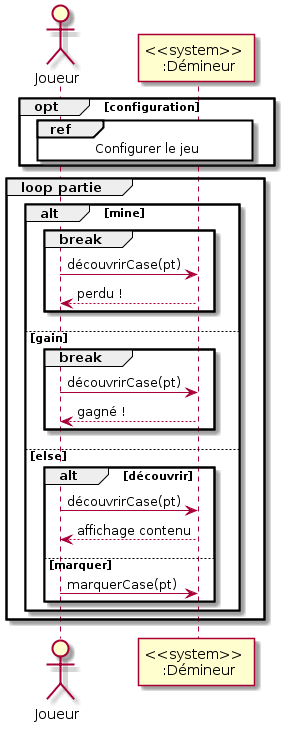 Joueur
<<system>>
:Démineur
opt [configuration]
ref
Configurer le jeu
loop partie
alt [mine]
break
découvrirCase(pt)
perdu !
[gain]
break
découvrirCase(pt)
gagné !
[else]
alt [découvrir]
découvrirCase(pt)
affichage contenu
[marquer]
marquerCase(pt)
Joueur
<<system>>
:Démineur